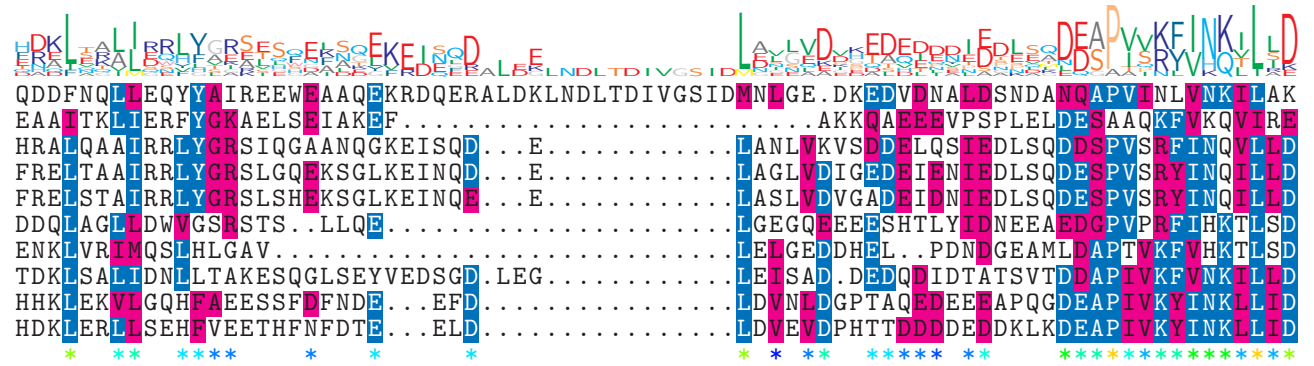 QDDFNQLLEQYYAIREEWEAAQEKRDQERALDKLNDLTDIVGSIDMNLGE.DKEDVDNALDSNDANQAPVINLVNKILAK
EAAITKLIERFYGKAELSEIAKEF..........................AKKQAEEEVPSPLELDESAAQKFVKQVIRE
HRALQAAIRRLYGRSIQGAANQGKEISQD...E............LANLVKVSDDELQSIEDLSQDDSPVSRFINQVLLD
FRELTAAIRRLYGRSLGQEKSGLKEINQD...E............LAGLVDIGEDEIENIEDLSQDESPVSRYINQILLD
FRELSTAIRRLYGRSLSHEKSGLKEINQE...E............LASLVDVGADEIDNIEDLSQDESPVSRYINQILLD
DDQLAGLLDWVGSRSTS..LLQE......................LGEGQEEEESHTLYIDNEEAEDGPVPRFIHKTLSD
ENKLVRIMQSLHLGAV.............................LELGEDDHEL..PDNDGEAMLDAPTVKFVHKTLSD
TDKLSALIDNLLTAKESQGLSEYVEDSGD.LEG............LEISAD.DEDQDIDTATSVTDDAPIVKFVNKILLD
HHKLEKVLGQHFAEESSFDFNDE...EFD................LDVNLDGPTAQEDEEEAPQGDEAPIVKYINKLLID
HDKLERLLSEHFVEETHFNFDTE...ELD................LDVEVDPHTTDDDDEDDKLKDEAPIVKYINKLLID